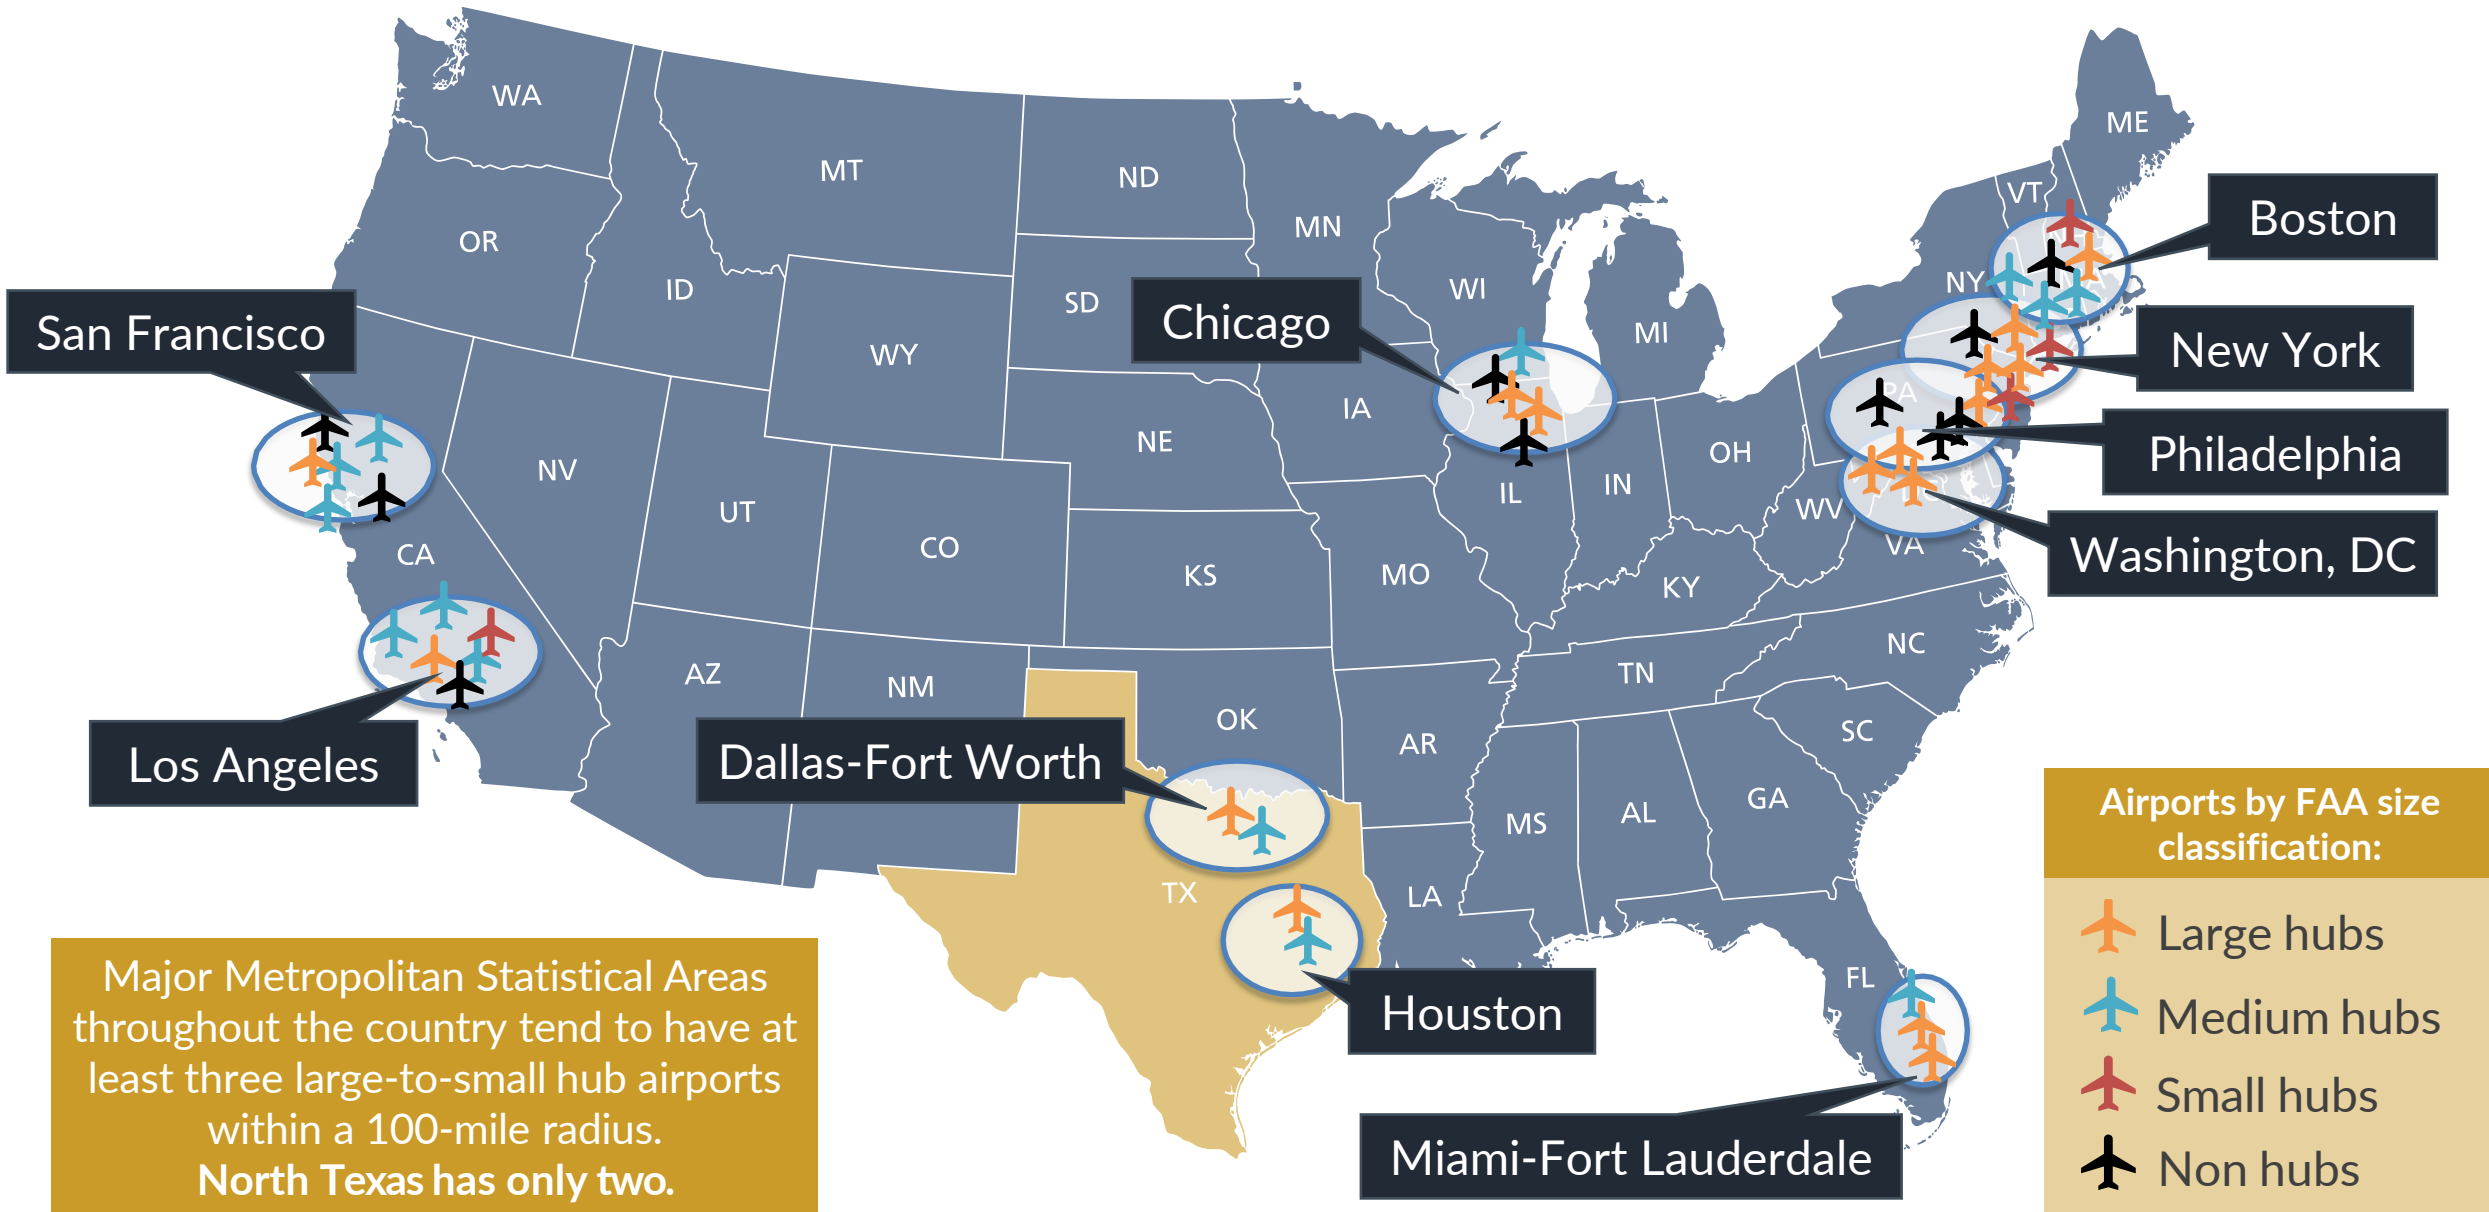 WA
MT
ND
ME
VT
OR
ID
MN
Boston
SD
WI
NY
MA
San Francisco
Chicago
MI
New York
WY
IA
PA
NE
OH
Philadelphia
NV
IL
IN
UT
WV
CO
VA
Washington, DC
CA
KS
MO
KY
NC
AZ
NM
TN
OK
AR
SC
Los Angeles
Dallas-Fort Worth
MS
AL
GA
TX
LA
FL
Houston
Miami-Fort Lauderdale
Airports by FAA size
classification:
Large hubs
Medium hubs
Small hubs
Non hubs
Major Metropolitan Statistical Areas
throughout the country tend to have at
least three large-to-small hub airports
within a 100-mile radius.
North Texas has only two.